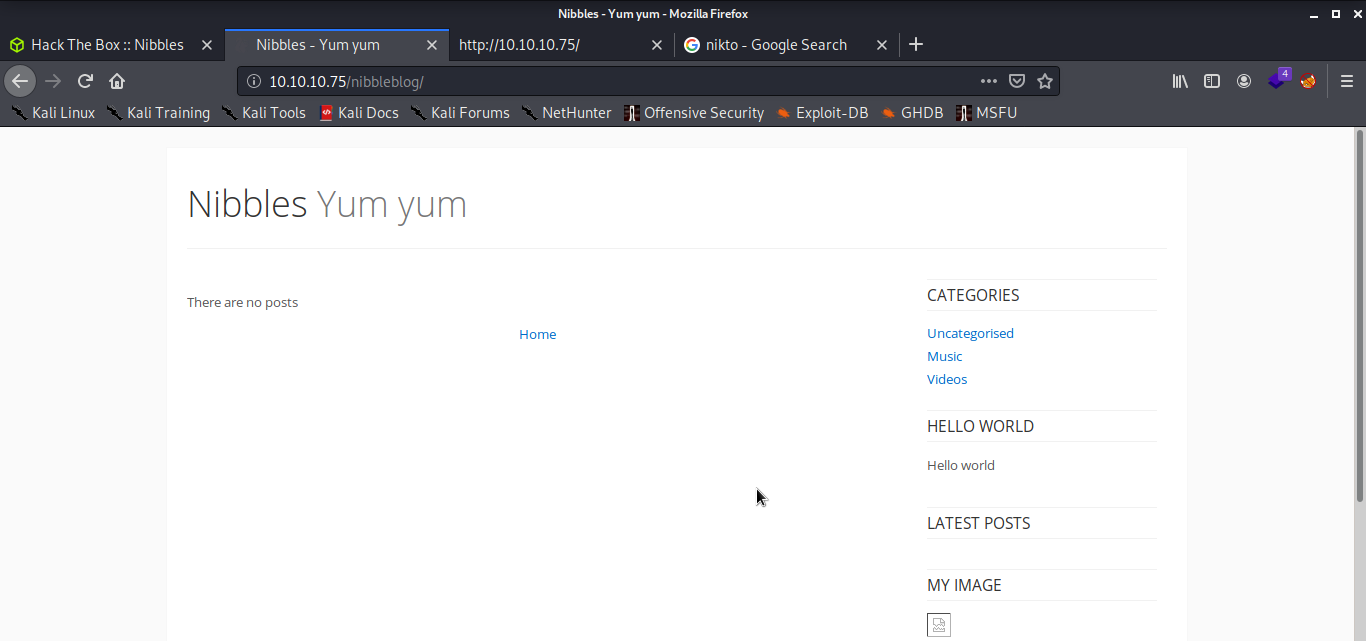 Nibbles - Yum yum - Mozilla Firefox
Hack The Box :: Nibbles
Nibbles - Yum yum
http://10.10.10.75/
nikto - Google Search
10.10.10.75/nibbleblog/
4
Kali Linux
Kali Training
Kali Tools
Kali Docs
Kali Forums
NetHunter
Offensive Security
Exploit-DB
GHDB
MSFU
Nibbles Yum yum
There are no posts
Home
CATEGORIES
Uncategorised
Music
Videos
HELLO WORLD
Hello world
LATEST POSTS
MY IMAGE